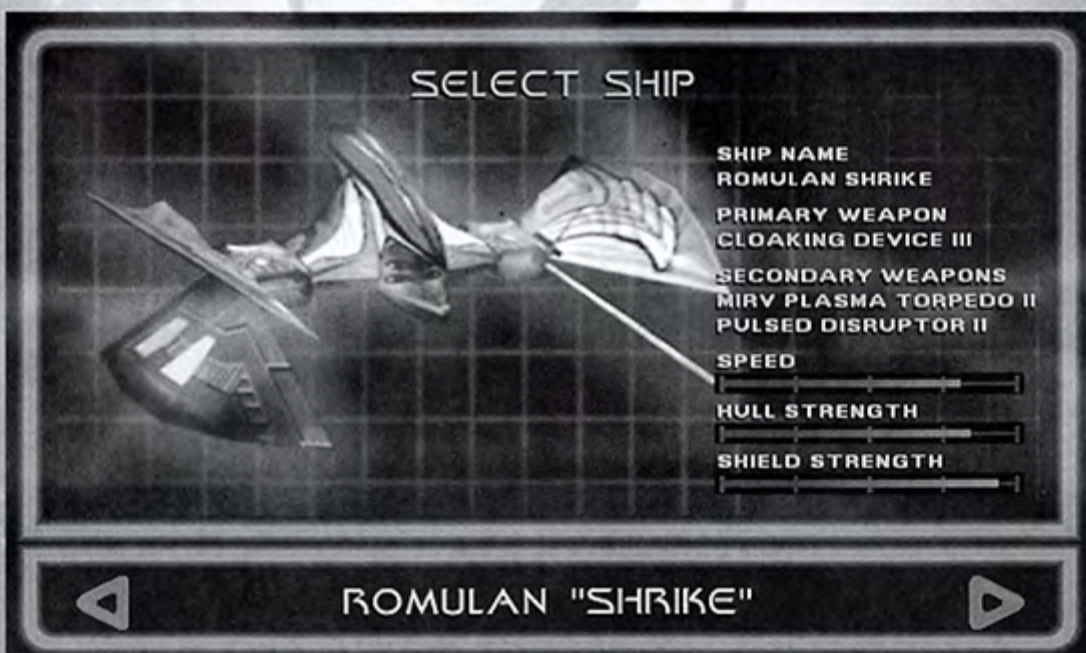 SELECT SHIP
SHIP NAME
ROMULAN SHRIKE
PRIMARY WEAPON
CLOAKING DEVICE III
SECONDARY WEAPONS
MIRV PLASMA TORPEDO II
PULSED DISRUPTOR II
SPEED
HULL STRENGTH
SHIELD STRENGTH
ROMULAN "SHRIKE"